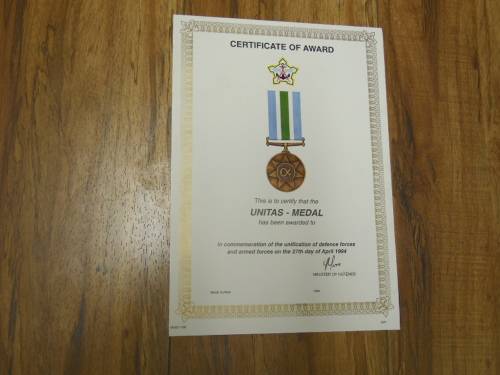 CERTIFICATE OF AWARD
This is to certify that the
UNITAS - MEDAL
has been awarded to
In commemoration of the unification of defence forces
and armed forces on the 27th day of April 1994
MINISTER OF DEFENCE